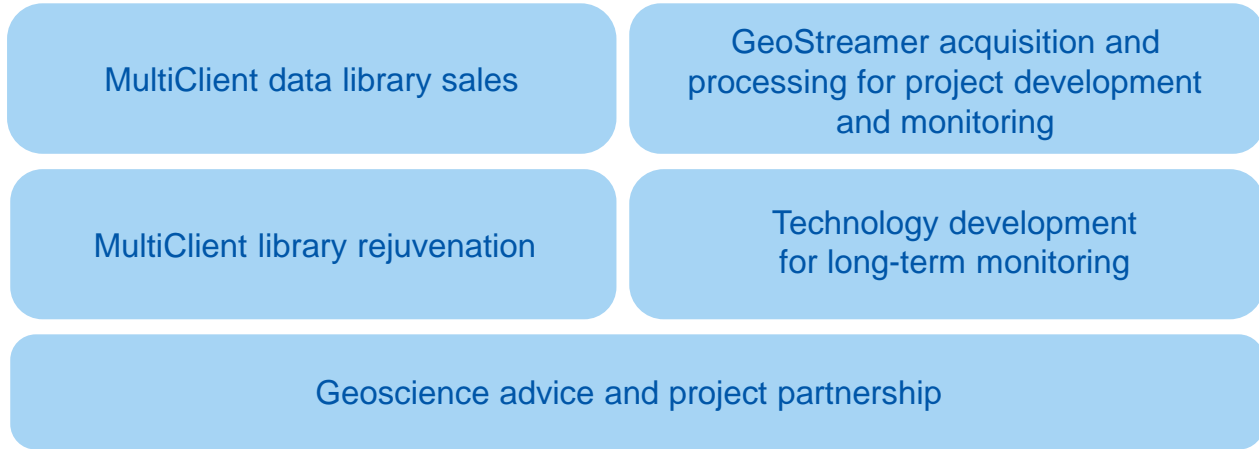 MultiClient data library sales
GeoStreamer acquisition and
processing for project development
and monitoring
MultiClient library rejuvenation
Technology development
for long-term monitoring
Geoscience advice and project partnership